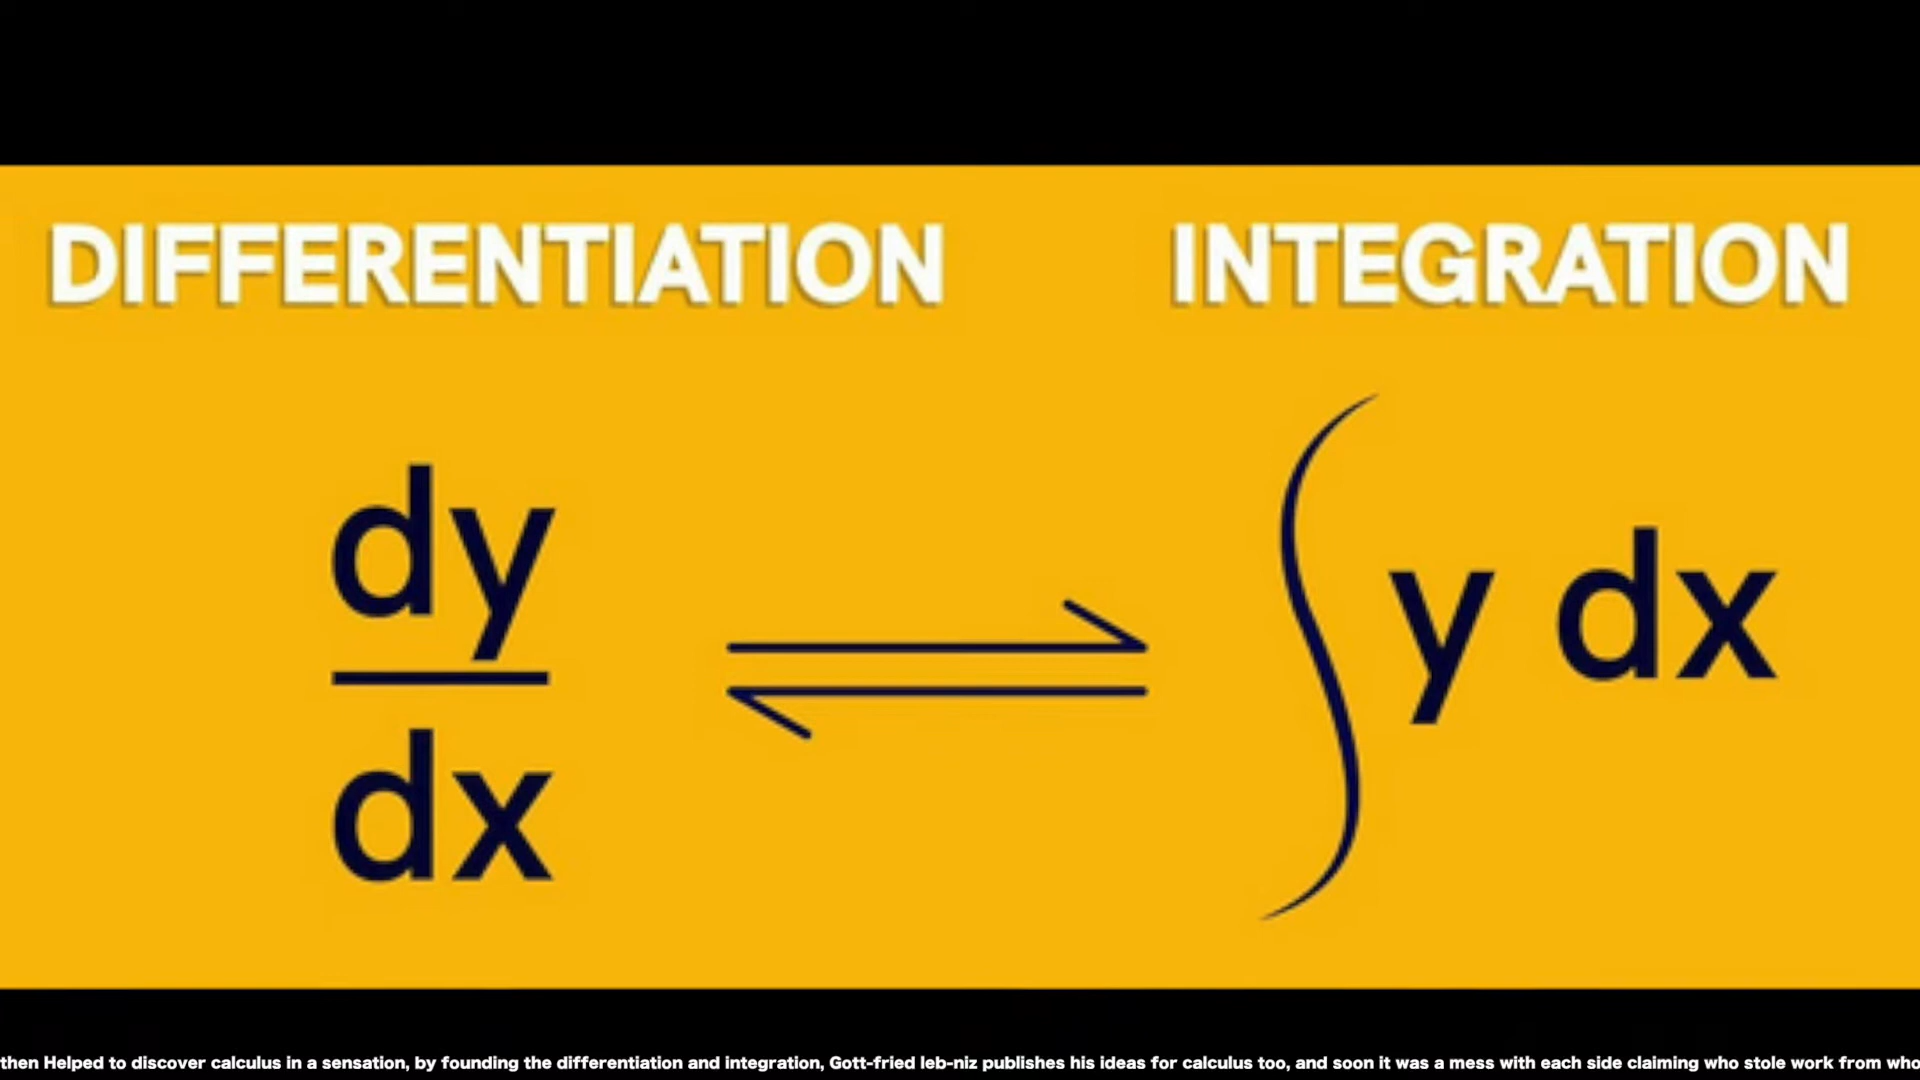 DIFFERENTIATION INTEGRATION
dy
dx
∫ y dx
then Helped to discover calculus in a sensation, by founding the differentiation and integration, Gott-fried leb-niz publishes his ideas for calculus too, and soon it was a mess with each side claiming who stole work from who